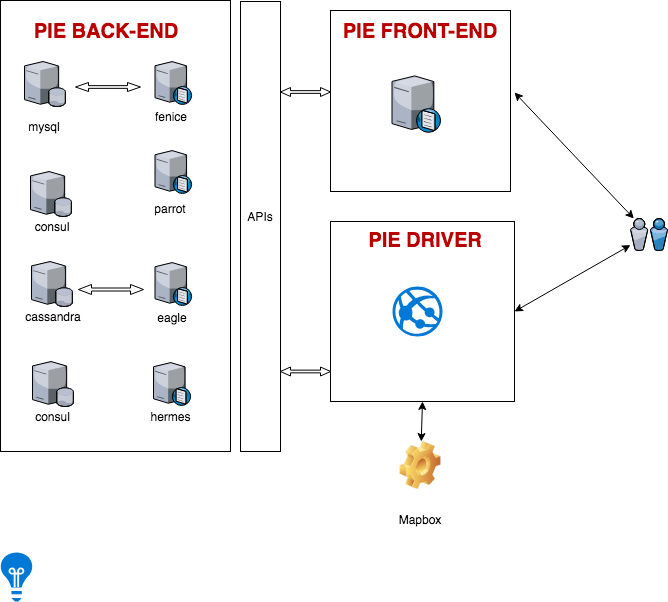 PIE BACK-END
mysql
fenice
consul
parrot
cassandra
eagle
consul
hermes
APIs
PIE FRONT-END
PIE DRIVER
Mapbox